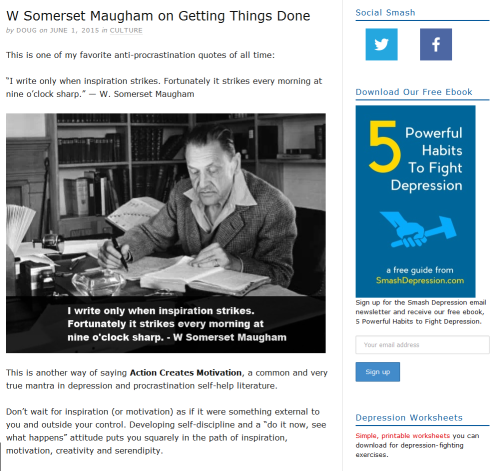 W Somerset Maugham on Getting Things Done
by DOUG on JUNE 1, 2015 in CULTURE
This is one of my favorite anti-procrastination quotes of all time:
"I write only when inspiration strikes. Fortunately it strikes every morning at
nine o'clock sharp." — W. Somerset Maugham
I write only when inspiration strikes.
Fortunately it strikes every morning at
nine o'clock sharp. - W Somerset Maugham
This is another way of saying Action Creates Motivation, a common and very
true mantra in depression and procrastination self-help literature.
Don't wait for inspiration (or motivation) as if it were something external to
you and outside your control. Developing self-discipline and a "do it now, see
what happens" attitude puts you squarely in the path of inspiration,
motivation, creativity and serendipity.
Social Smash
Download Our Free Ebook
5 Powerful
Habits
To Fight
Depression
a free guide from
SmashDepression.com
Sign up for the Smash Depression email
newsletter and receive our free ebook,
5 Powerful Habits to Fight Depression.
Your email address
Sign up
Depression Worksheets
Simple, printable worksheets you can
download for depression-fighting
exercises.